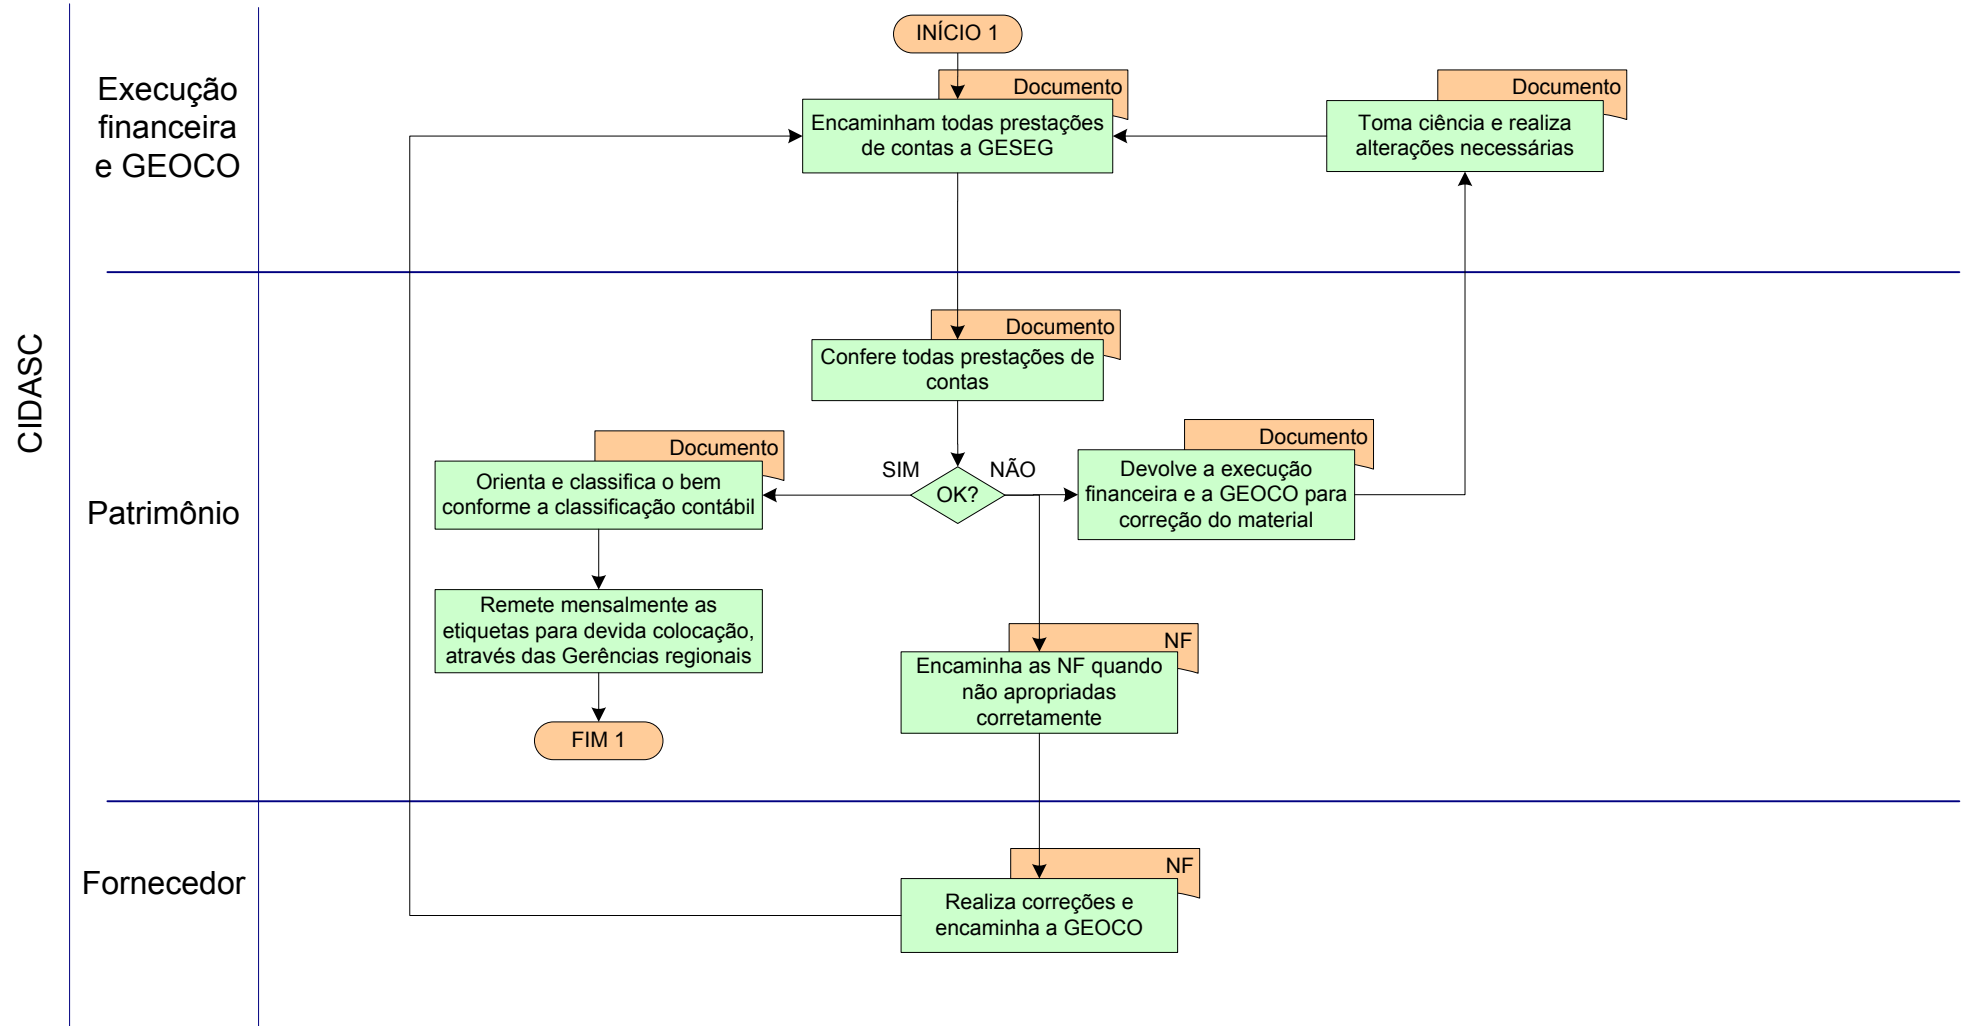 CIDASC
Execução
financeira
e GEOCO
INÍCIO 1
Documento
Encaminham todas prestações
de contas a GESEG
Documento
Toma ciência e realiza
alterações necessárias
Patrimônio
Documento
Confere todas prestações de
contas
SIM
OK?
NÃO
Documento
Orienta e classifica o bem
conforme a classificação contábil
Documento
Devolve a execução
financeira e a GEOCO para
correção do material
Remete mensalmente as
etiquetas para devida colocação,
através das Gerências regionais
FIM 1
NF
Encaminha as NF quando
não apropriadas
corretamente
Fornecedor
NF
Realiza correções e
encaminha a GEOCO